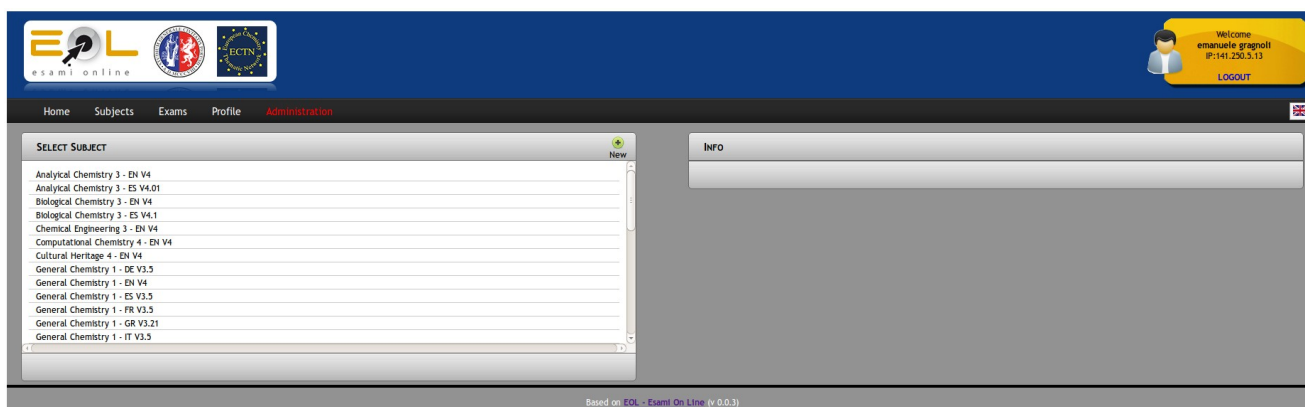 EOL
esami online
ECTN
Welcome
emanuele gragnoli
IP:141.250.5.13
LOGOUT
Home Subjects Exams Profile Administration
SELECT SUBJECT
New
Analyical Chemistry 3 - EN V4
Analyical Chemistry 3 - ES V4.01
Biological Chemistry 3 - EN V4
Biological Chemistry 3 - ES V4.1
Chemical Engineering 3 - EN V4
Computational Chemistry 4 - EN V4
Cultural Heritage 4 - EN V4
General Chemistry 1 - DE V3.5
General Chemistry 1 - EN V4
General Chemistry 1 - ES V3.5
General Chemistry 1 - FR V3.5
General Chemistry 1 - GR V3.21
General Chemistry 1 - IT V3.5
INFO
Based on EOL - Esami On Line (v 0.0.3)